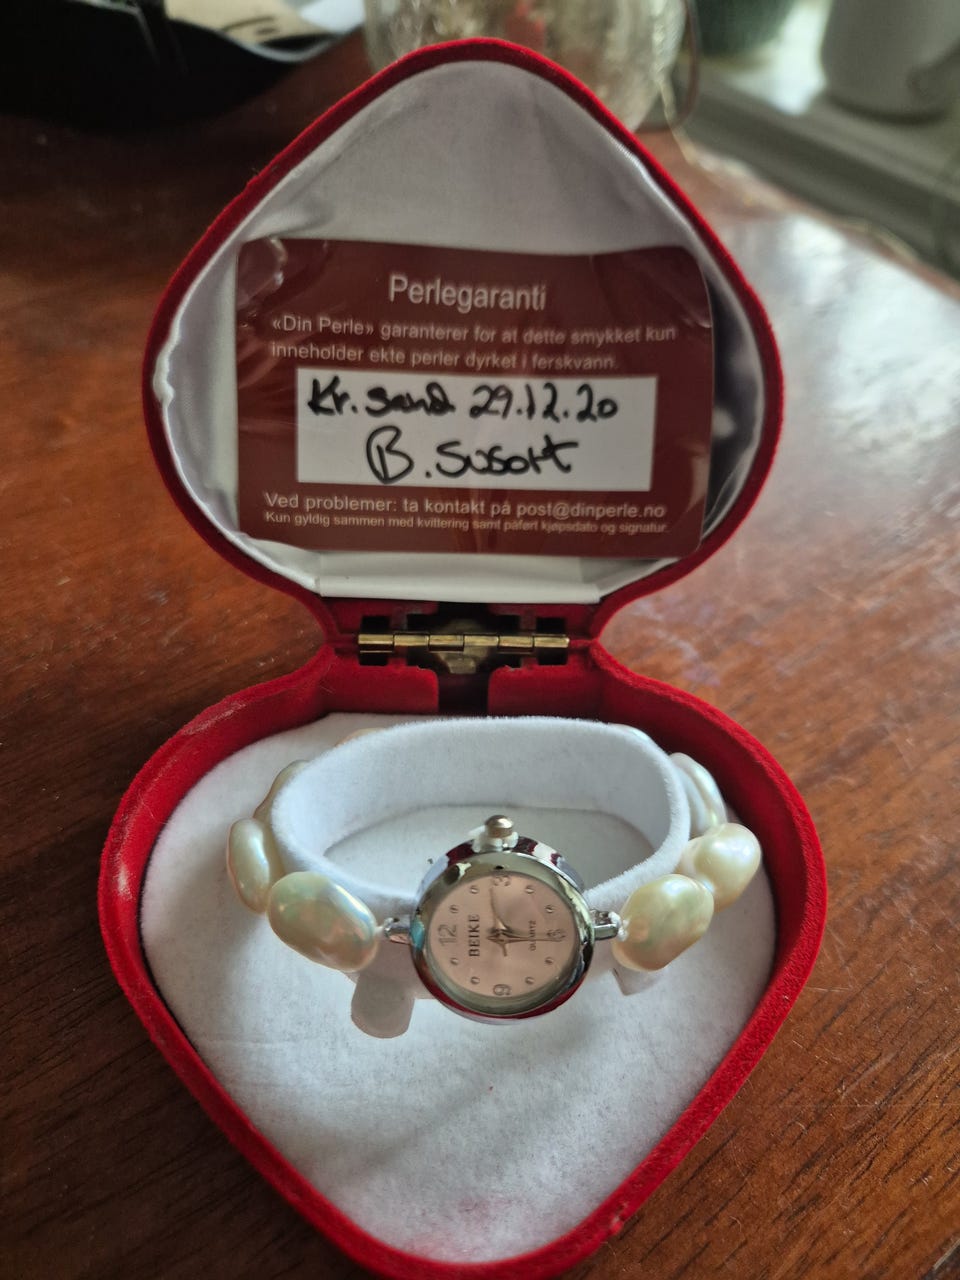 Perlegaranti
«Din Perle» garanterer for at dette smykket kun
inneholder ekte perler dyrket i ferskvann.
Kr. Sand 29.12.20
B. Susort
Ved problemer: ta kontakt på post@dinperle.no
Kun gyldig sammen med kvittering samt påført kjøpsdato og signatur.
12
3
6
9
BEIKE
QUARTZ